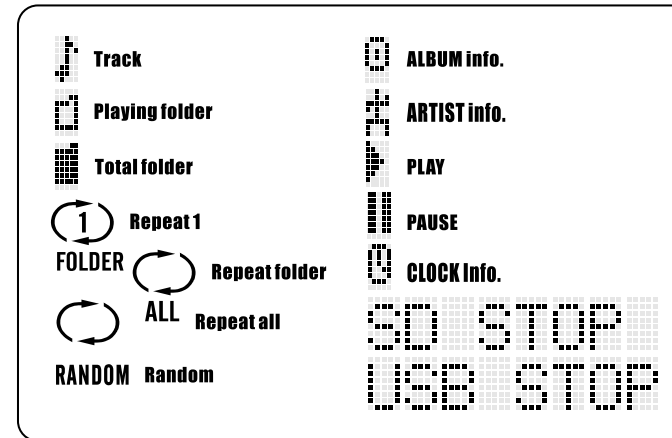 Track
Playing folder
Total folder
1 Repeat 1
FOLDER Repeat folder
ALL Repeat all
RANDOM Random
ALBUM info.
ARTIST info.
PLAY
PAUSE
CLOCK Info.
SD STOP
USB STOP